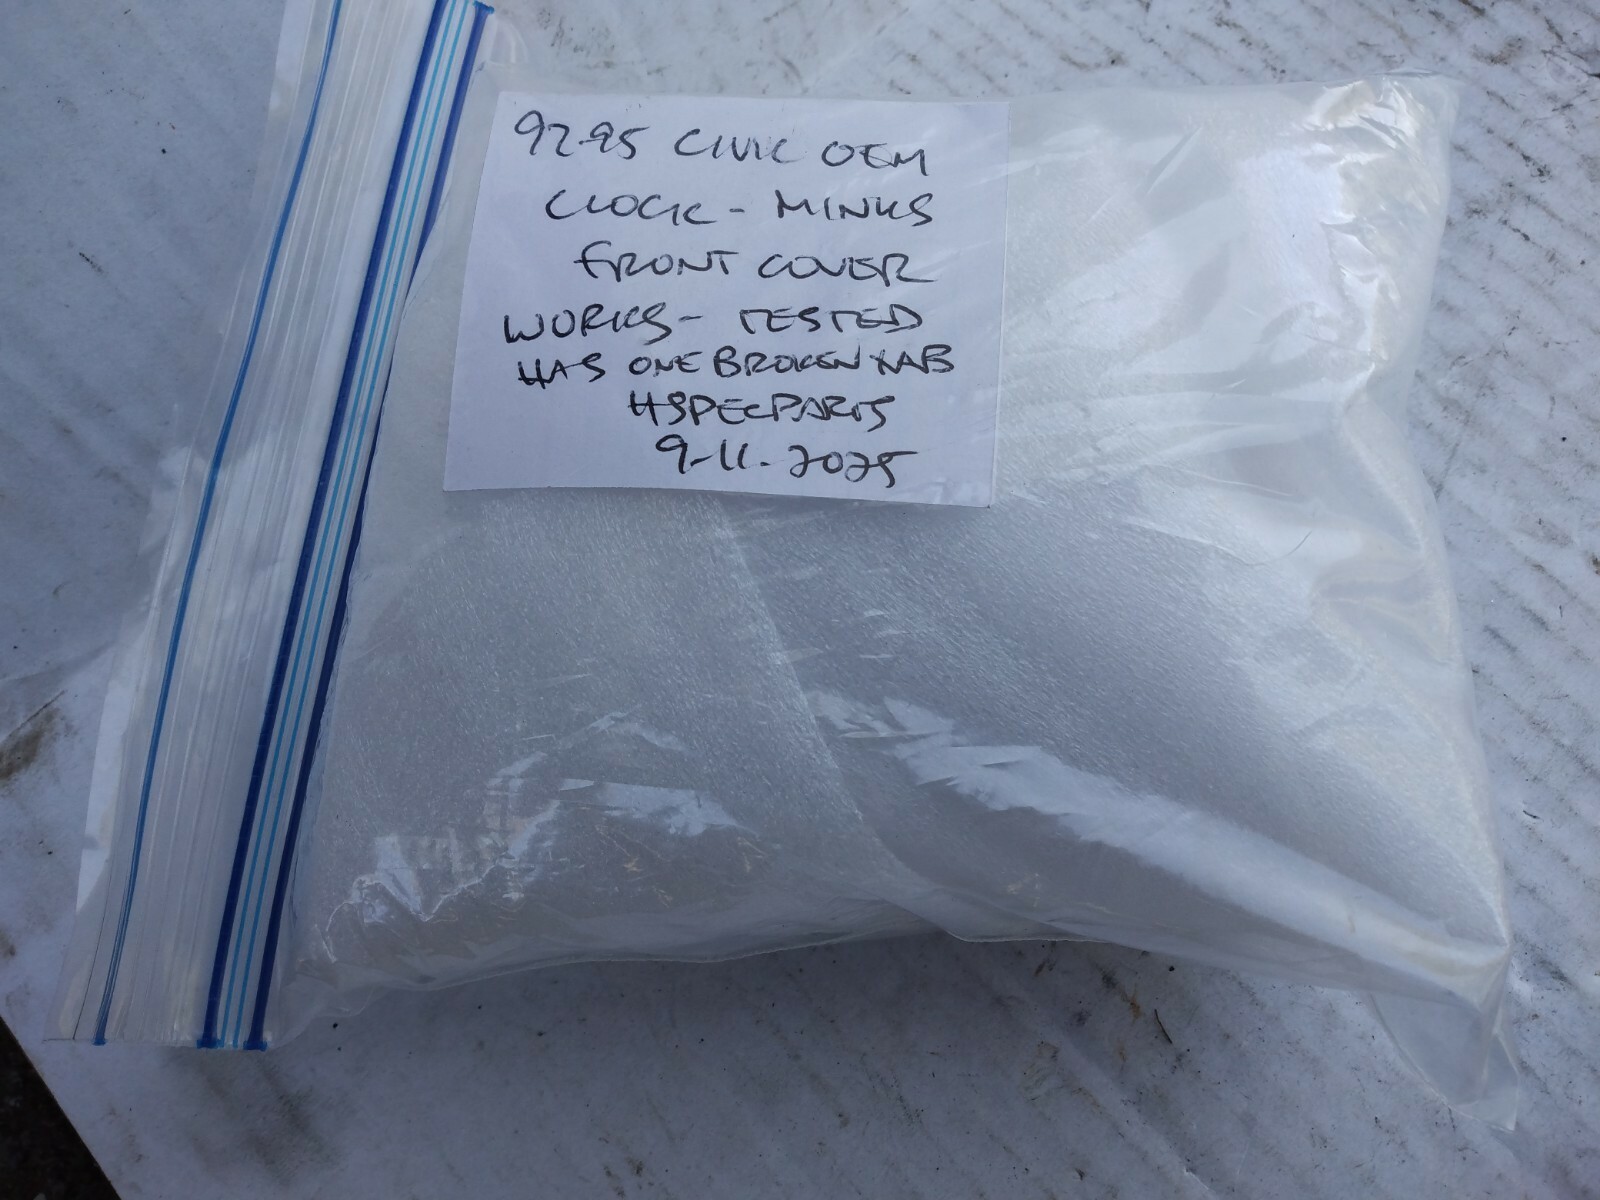 92-95 CIVIC OEM
CLOCK - MINUS
FRONT COVER
WORKS - TESTED
HAS ONE BROKEN TAB
HSPECPARTS
9-11-2025